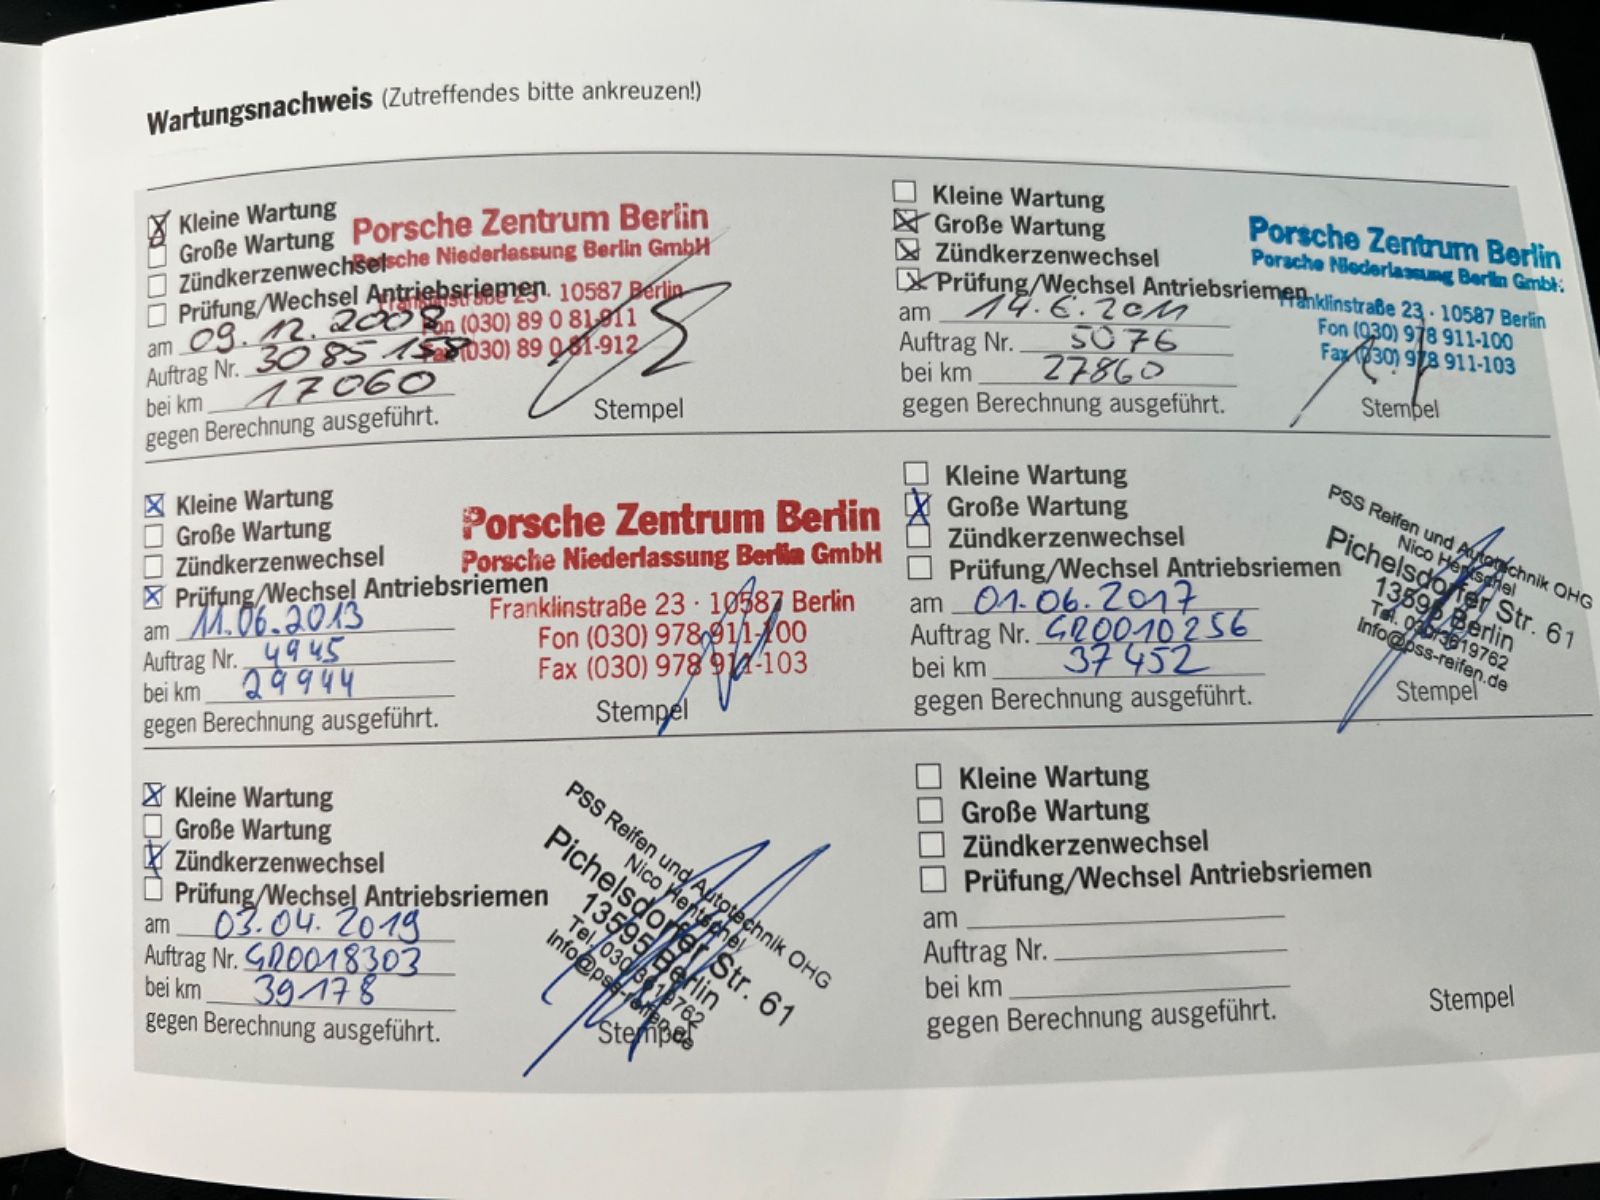 Wartungsnachweis (Zutreffendes bitte ankreuzen!)
Kleine Wartung
Große Wartung
Zündkerzenwechsel
Prüfung/Wechsel Antriebsriemen
am 09.12.2008
Auftrag Nr. 3085158
bei km 17060
gegen Berechnung ausgeführt.
Porsche Zentrum Berlin
Porsche Niederlassung Berlin GmbH
Franklinstraße 23 · 10587 Berlin
Fon (030) 89 0 81-911
Fax (030) 89 0 81-912
Stempel
Kleine Wartung
Große Wartung
Zündkerzenwechsel
Prüfung/Wechsel Antriebsriemen
am 14.6.2011
Auftrag Nr. 5076
bei km 27860
gegen Berechnung ausgeführt.
Porsche Zentrum Berlin
Porsche Niederlassung Berlin GmbH
Franklinstraße 23 · 10587 Berlin
Fon (030) 978 911-100
Fax (030) 978 911-103
Stempel
Kleine Wartung
Große Wartung
Zündkerzenwechsel
Prüfung/Wechsel Antriebsriemen
am 11.06.2013
Auftrag Nr. 4945
bei km 29944
gegen Berechnung ausgeführt.
Porsche Zentrum Berlin
Porsche Niederlassung Berlin GmbH
Franklinstraße 23 · 10587 Berlin
Fon (030) 978 911-100
Fax (030) 978 911-103
Stempel
Kleine Wartung
Große Wartung
Zündkerzenwechsel
Prüfung/Wechsel Antriebsriemen
am 01.06.2017
Auftrag Nr. GR0010256
bei km 37452
gegen Berechnung ausgeführt.
PSS Reifen und Autotechnik OHG
Nico Hentschel
Pichelsdorfer Str. 61
13595 Berlin
Tel. 030/3619762
Info@pss-reifen.de
Stempel
Kleine Wartung
Große Wartung
Zündkerzenwechsel
Prüfung/Wechsel Antriebsriemen
am 03.04.2019
Auftrag Nr. GR0018303
bei km 39178
gegen Berechnung ausgeführt.
PSS Reifen und Autotechnik OHG
Nico Hentschel
Pichelsdorfer Str. 61
13595 Berlin
Tel. 030/3619762
Info@pss-reifen.de
Stempel
Kleine Wartung
Große Wartung
Zündkerzenwechsel
Prüfung/Wechsel Antriebsriemen
am
Auftrag Nr.
bei km
gegen Berechnung ausgeführt.
Stempel